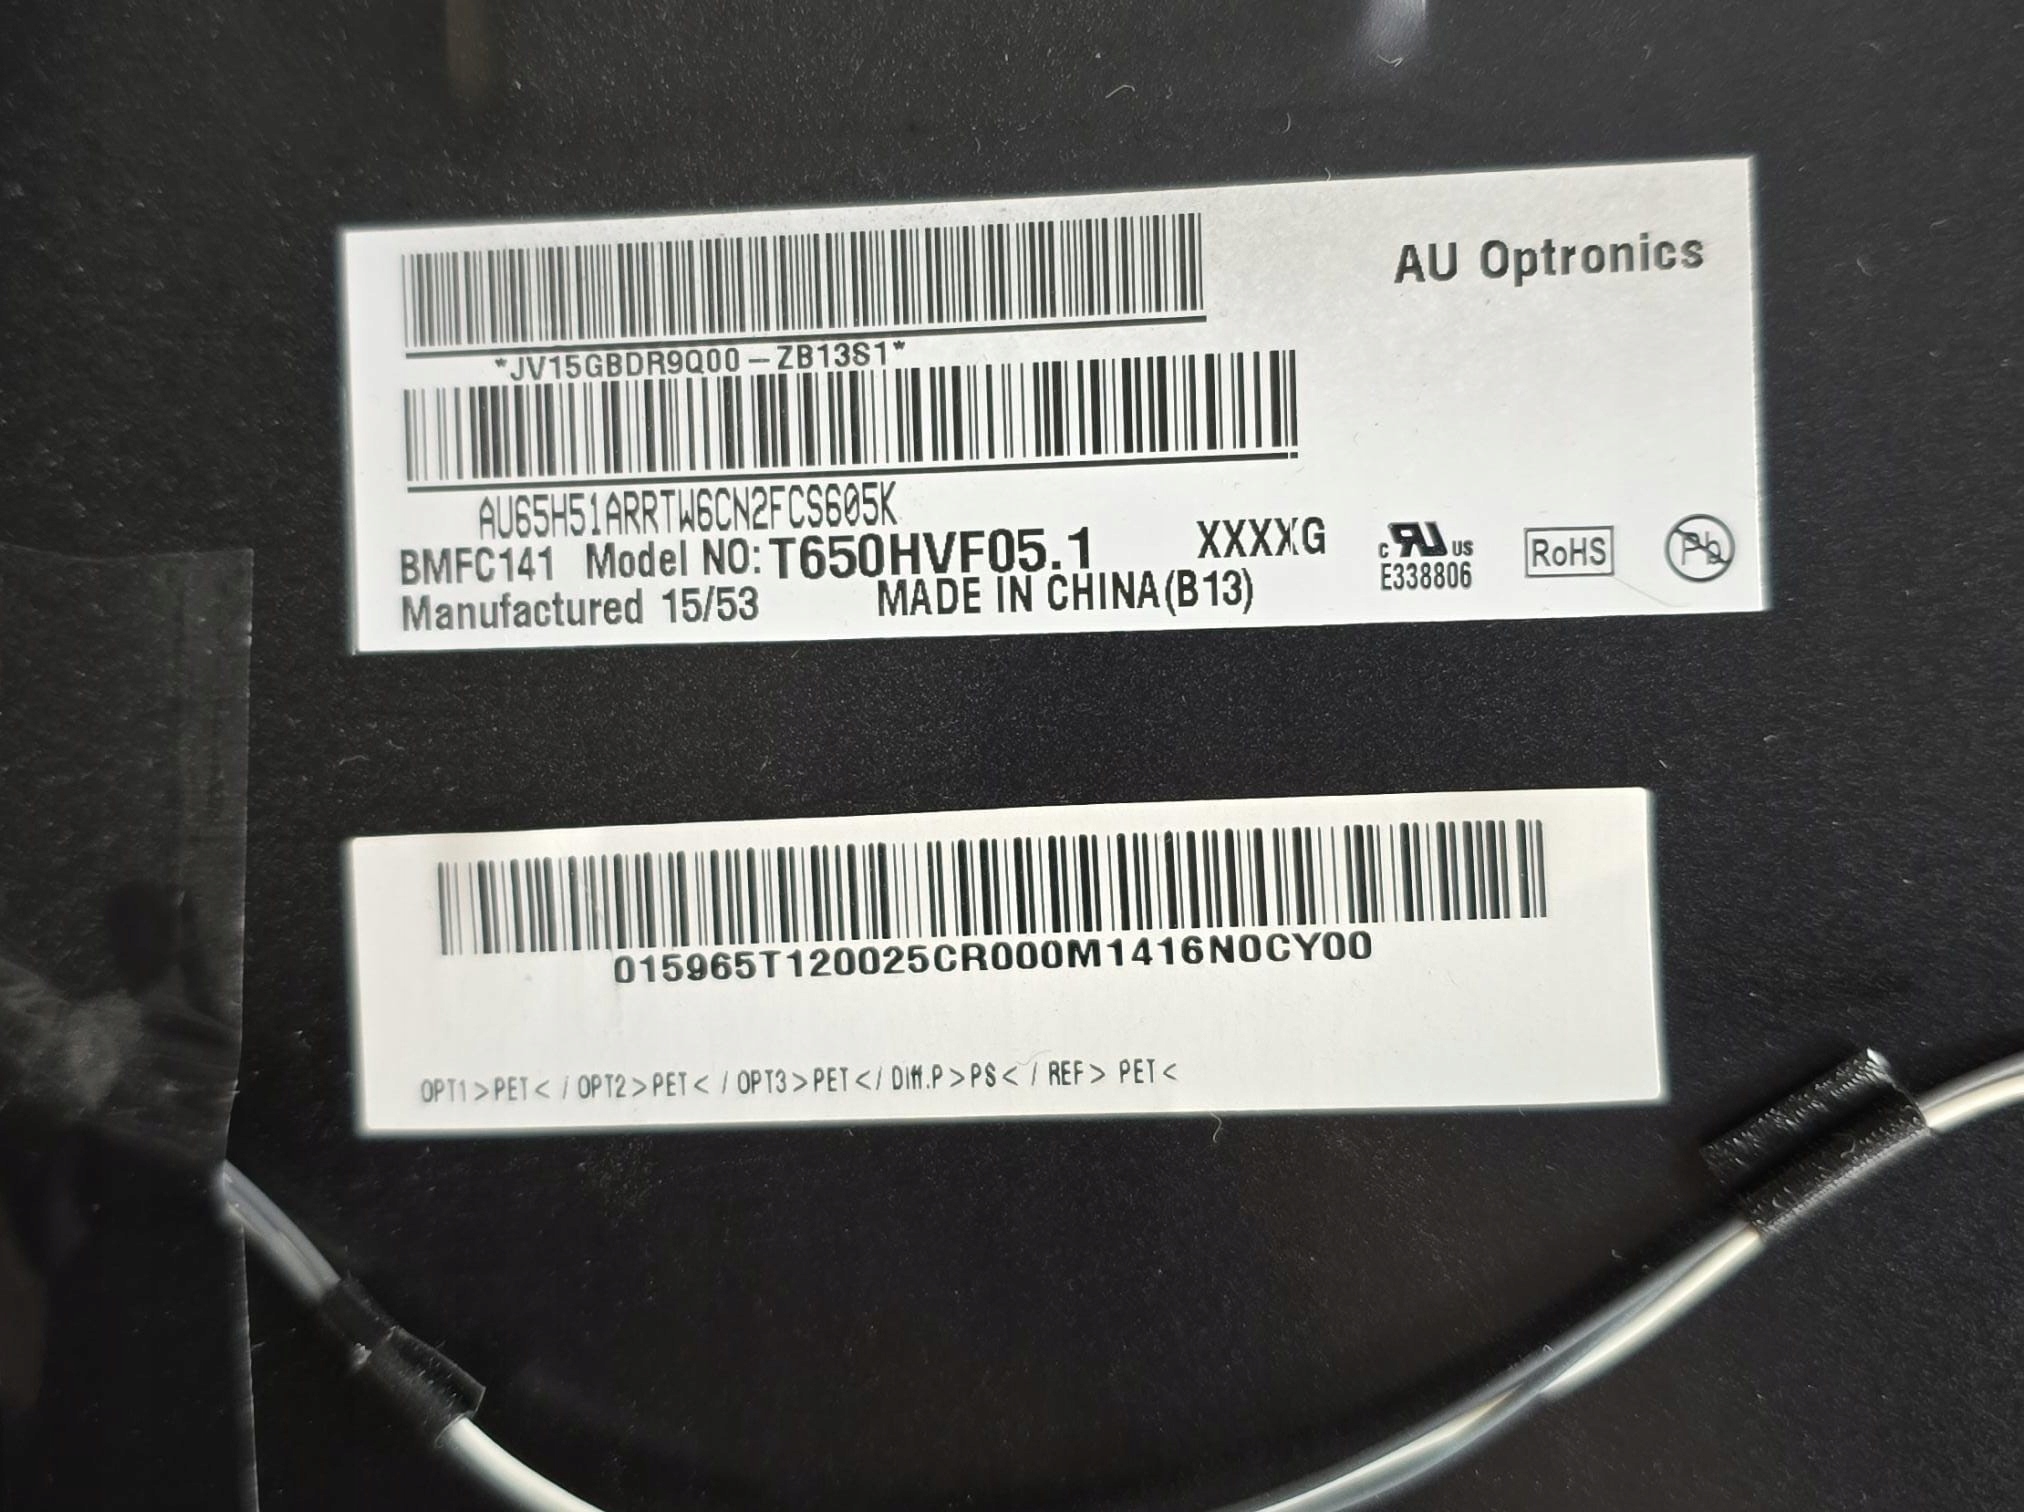 AU Optronics
*JV15GBDR9Q00-ZB13S1*
AU65H51ARRTW6CN2FCS605K
BMFC141 Model NO: T650HVF05.1 XXXXG
Manufactured 15/53 MADE IN CHINA(B13)
c RU us
E338806
RoHS
Pb
015965T120025CR000M1416N0CY00
OPT1>PET< / OPT2>PET< / OPT3>PET< / Diff.P>PS< / REF> PET<